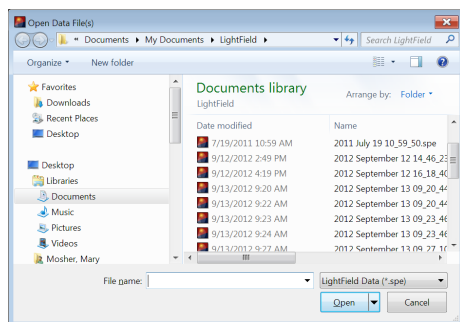 Open Data File(s)
« Documents ▸ My Documents ▸ LightField ▸ Search LightField
Organize ▾ New folder
Favorites
Downloads
Recent Places
Desktop
Desktop
Libraries
Documents
Music
Pictures
Videos
Mosher, Mary
Documents library
LightField
Arrange by: Folder ▾
Date modified Name
7/19/2011 10:59 AM 2011 July 19 10_59_50.spe
9/12/2012 2:49 PM 2012 September 12 14_46_23
9/12/2012 4:19 PM 2012 September 12 16_18_40
9/13/2012 9:20 AM 2012 September 13 09_20_44
9/13/2012 9:22 AM 2012 September 13 09_20_44
9/13/2012 9:23 AM 2012 September 13 09_23_46
9/13/2012 9:24 AM 2012 September 13 09_23_46
9/13/2012 9:27 AM 2012 September 13 09_27_10
File name:
LightField Data (*.spe)
Open Cancel